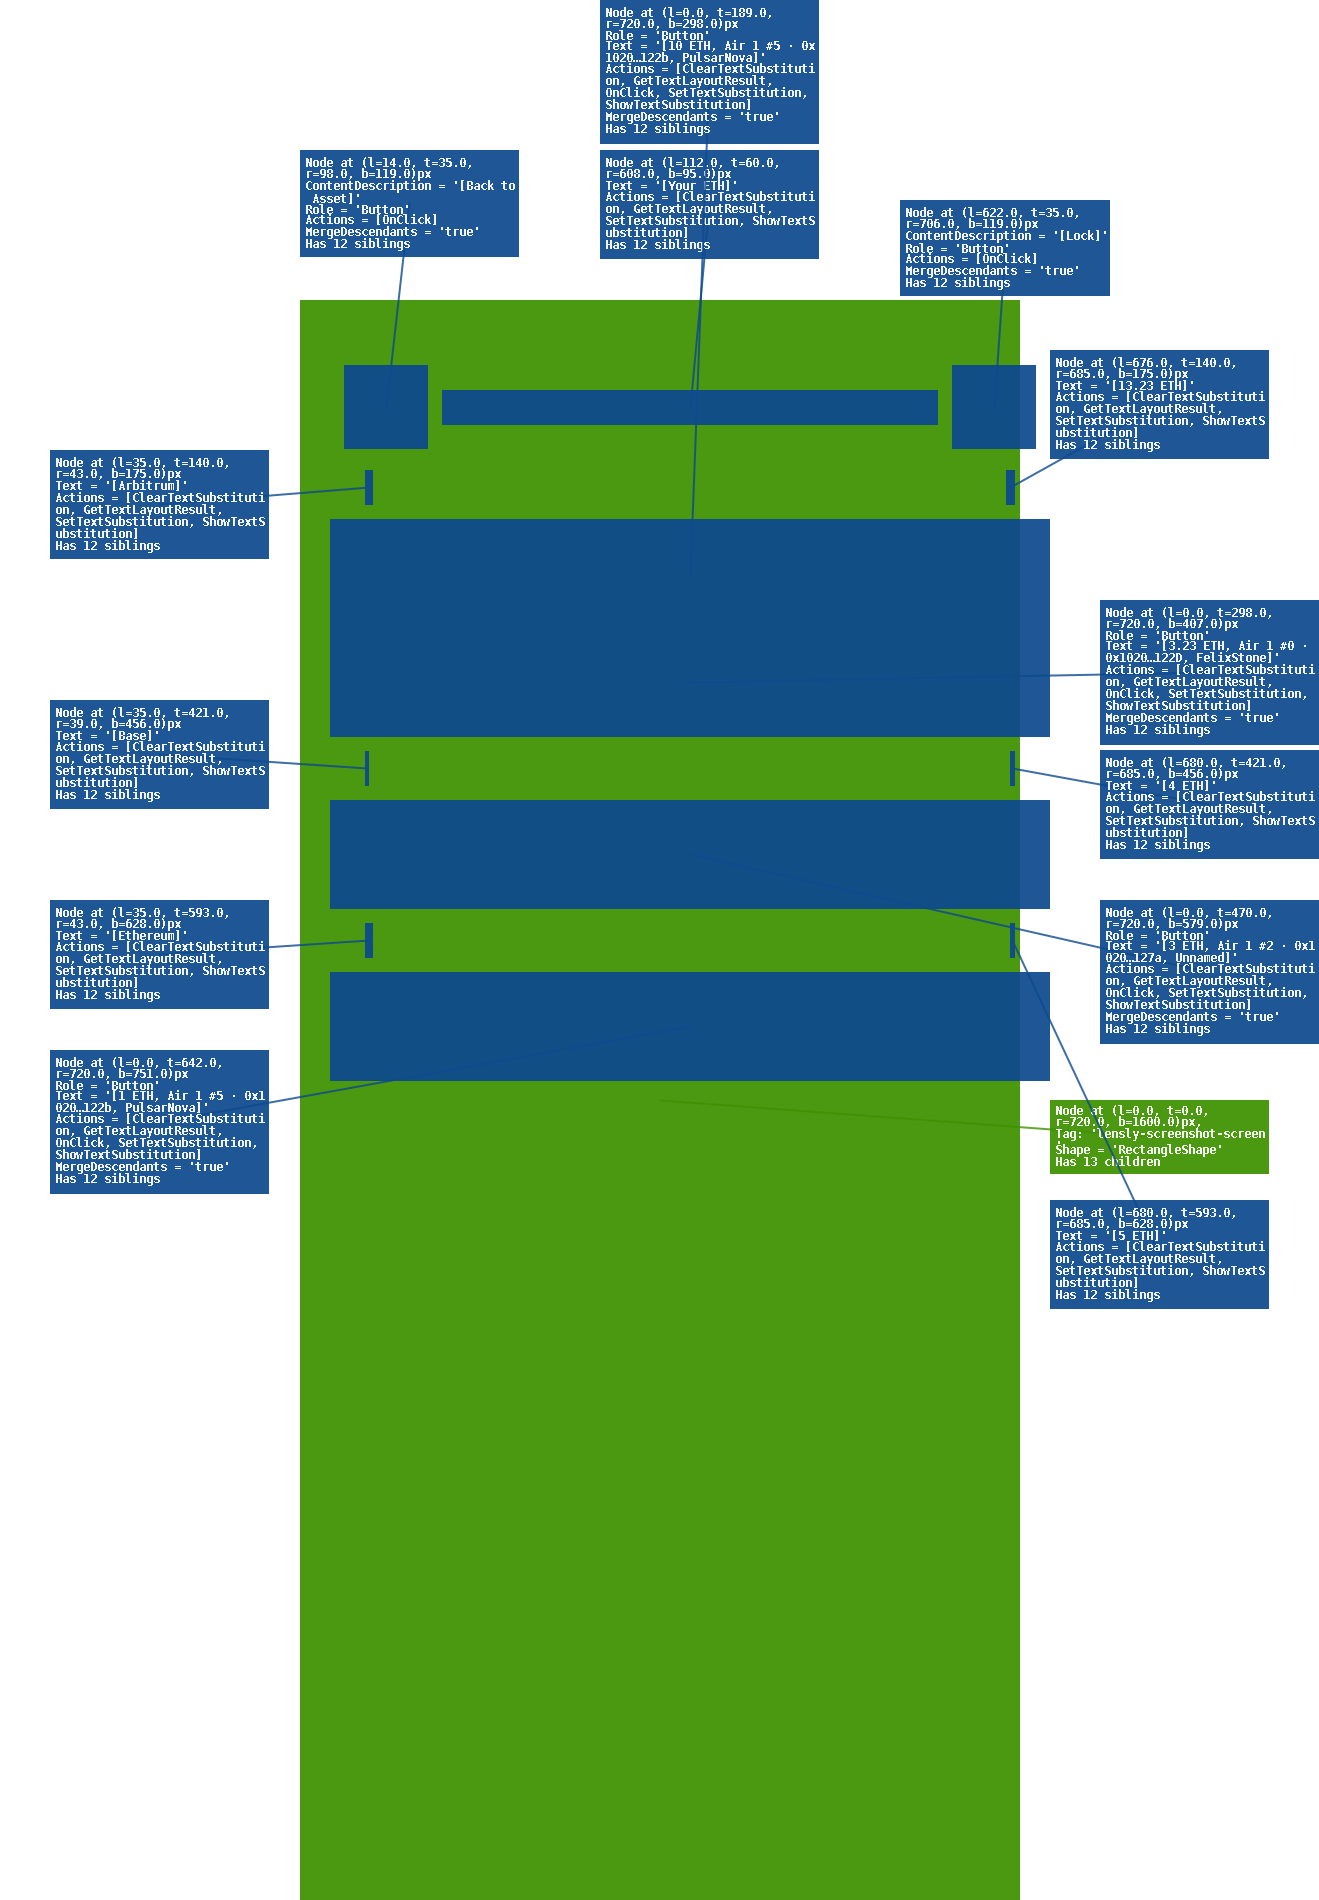 Node at (l=0.0, t=189.0,
r=720.0, b=298.0)px
Role = 'Button'
Text = '[10 ETH, Air 1 #5 · 0x
1020…122b, PulsarNova]'
Actions = [ClearTextSubstituti
on, GetTextLayoutResult,
OnClick, SetTextSubstitution,
ShowTextSubstitution]
MergeDescendants = 'true'
Has 12 siblings
Node at (l=14.0, t=35.0,
r=98.0, b=119.0)px
ContentDescription = '[Back to
Asset]'
Role = 'Button'
Actions = [OnClick]
MergeDescendants = 'true'
Has 12 siblings
Node at (l=112.0, t=60.0,
r=608.0, b=95.0)px
Text = '[Your ETH]'
Actions = [ClearTextSubstituti
on, GetTextLayoutResult,
SetTextSubstitution, ShowTextS
ubstitution]
Has 12 siblings
Node at (l=622.0, t=35.0,
r=706.0, b=119.0)px
ContentDescription = '[Lock]'
Role = 'Button'
Actions = [OnClick]
MergeDescendants = 'true'
Has 12 siblings
Node at (l=676.0, t=140.0,
r=685.0, b=175.0)px
Text = '[13.23 ETH]'
Actions = [ClearTextSubstituti
on, GetTextLayoutResult,
SetTextSubstitution, ShowTextS
ubstitution]
Has 12 siblings
Node at (l=35.0, t=140.0,
r=43.0, b=175.0)px
Text = '[Arbitrum]'
Actions = [ClearTextSubstituti
on, GetTextLayoutResult,
SetTextSubstitution, ShowTextS
ubstitution]
Has 12 siblings
Node at (l=0.0, t=298.0,
r=720.0, b=407.0)px
Role = 'Button'
Text = '[3.23 ETH, Air 1 #0 ·
0x1020…122D, FelixStone]'
Actions = [ClearTextSubstituti
on, GetTextLayoutResult,
OnClick, SetTextSubstitution,
ShowTextSubstitution]
MergeDescendants = 'true'
Has 12 siblings
Node at (l=35.0, t=421.0,
r=39.0, b=456.0)px
Text = '[Base]'
Actions = [ClearTextSubstituti
on, GetTextLayoutResult,
SetTextSubstitution, ShowTextS
ubstitution]
Has 12 siblings
Node at (l=680.0, t=421.0,
r=685.0, b=456.0)px
Text = '[4 ETH]'
Actions = [ClearTextSubstituti
on, GetTextLayoutResult,
SetTextSubstitution, ShowTextS
ubstitution]
Has 12 siblings
Node at (l=35.0, t=593.0,
r=43.0, b=628.0)px
Text = '[Ethereum]'
Actions = [ClearTextSubstituti
on, GetTextLayoutResult,
SetTextSubstitution, ShowTextS
ubstitution]
Has 12 siblings
Node at (l=0.0, t=470.0,
r=720.0, b=579.0)px
Role = 'Button'
Text = '[3 ETH, Air 1 #2 · 0x1
020…127a, Unnamed]'
Actions = [ClearTextSubstituti
on, GetTextLayoutResult,
OnClick, SetTextSubstitution,
ShowTextSubstitution]
MergeDescendants = 'true'
Has 12 siblings
Node at (l=0.0, t=642.0,
r=720.0, b=751.0)px
Role = 'Button'
Text = '[1 ETH, Air 1 #5 · 0x1
020…122b, PulsarNova]'
Actions = [ClearTextSubstituti
on, GetTextLayoutResult,
OnClick, SetTextSubstitution,
ShowTextSubstitution]
MergeDescendants = 'true'
Has 12 siblings
Node at (l=0.0, t=0.0,
r=720.0, b=1600.0)px,
Tag: 'lensly-screenshot-screen
'
Shape = 'RectangleShape'
Has 13 children
Node at (l=680.0, t=593.0,
r=685.0, b=628.0)px
Text = '[5 ETH]'
Actions = [ClearTextSubstituti
on, GetTextLayoutResult,
SetTextSubstitution, ShowTextS
ubstitution]
Has 12 siblings